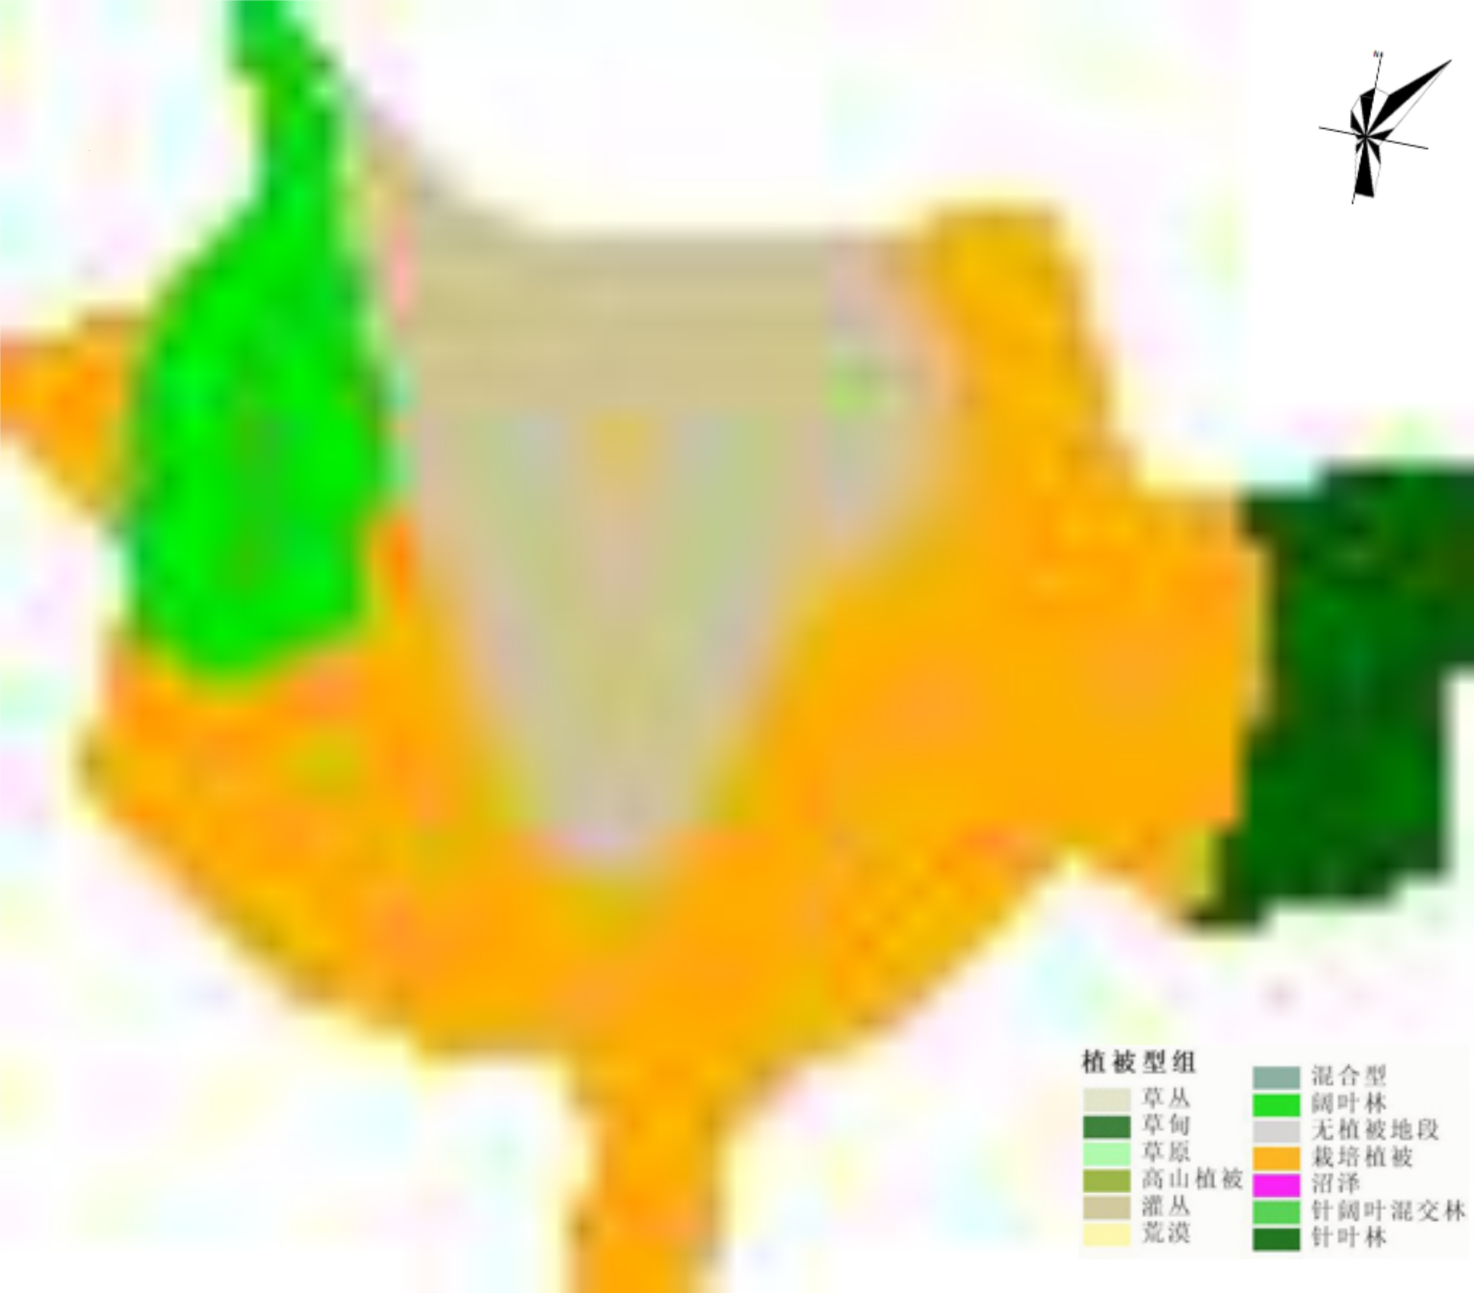 植被型组
草丛
草甸
草原
高山植被
灌丛
荒漠
混合型
阔叶林
无植被地段
栽培植被
沼泽
针阔叶混交林
针叶林